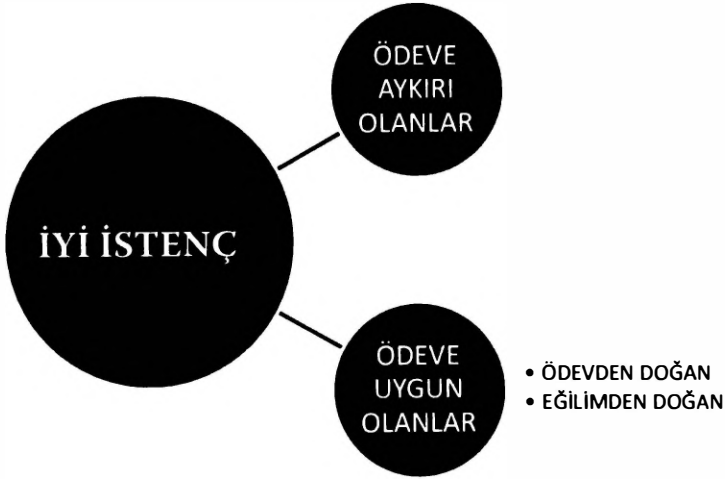 ÖDEVE
AYKIRI
OLANLAR
İYİ İSTENÇ
ÖDEVE
UYGUN
OLANLAR
• ÖDEVDEN DOĞAN
• EĞİLİMDEN DOĞAN